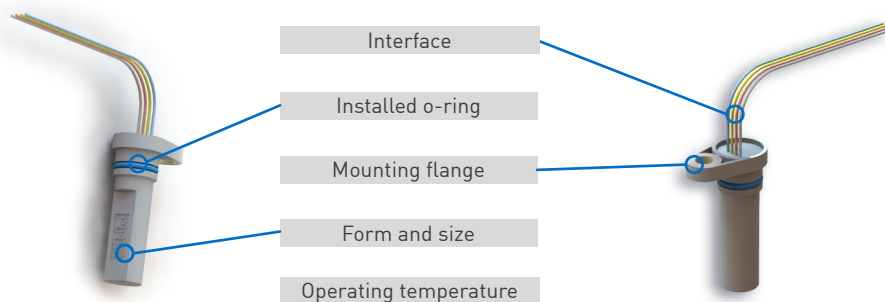 Interface
Installed o-ring
Mounting flange
Form and size
Operating temperature